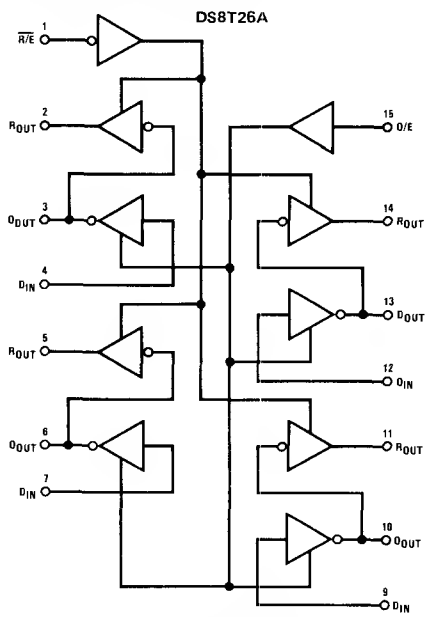 DS8T26A
1
R/E
2
ROUT
15
O/E
3
ODUT
14
ROUT
4
DIN
13
DOUT
5
ROUT
12
OIN
6
OOUT
11
ROUT
7
DIN
10
OOUT
9
DIN